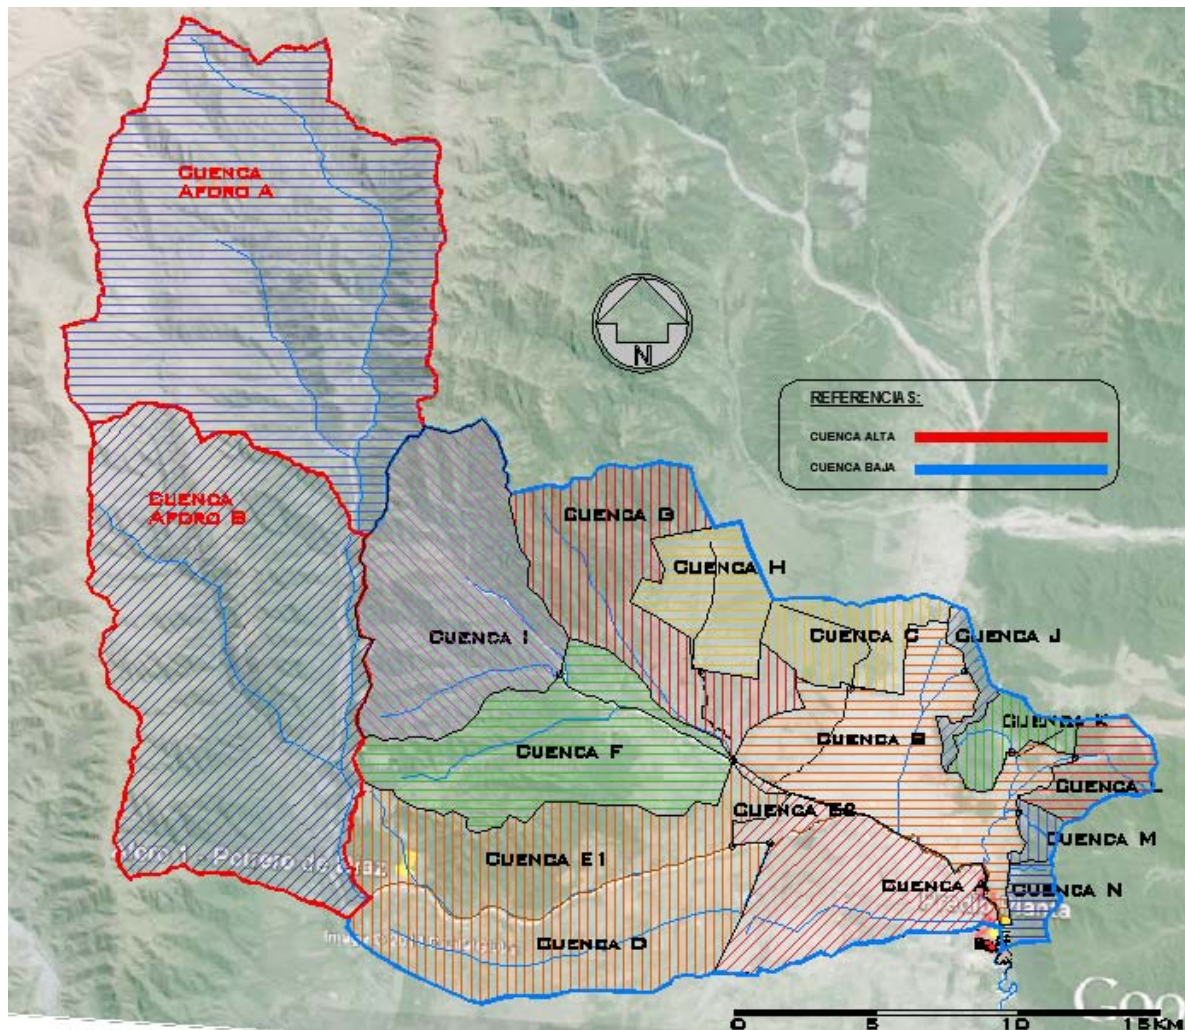 CUENCA
AFORO A
N
REFERENCIAS:
CUENCA ALTA
CUENCA BAJA
CUENCA
AFORO B
CUENCA G
CUENCA H
CUENCA I
CUENCA C
CUENCA J
CUENCA K
CUENCA F
CUENCA B
CUENCA L
CUENCA E2
CUENCA M
CUENCA E1
CUENCA A
CUENCA N
CUENCA D
Goo
0 5 10 15KM